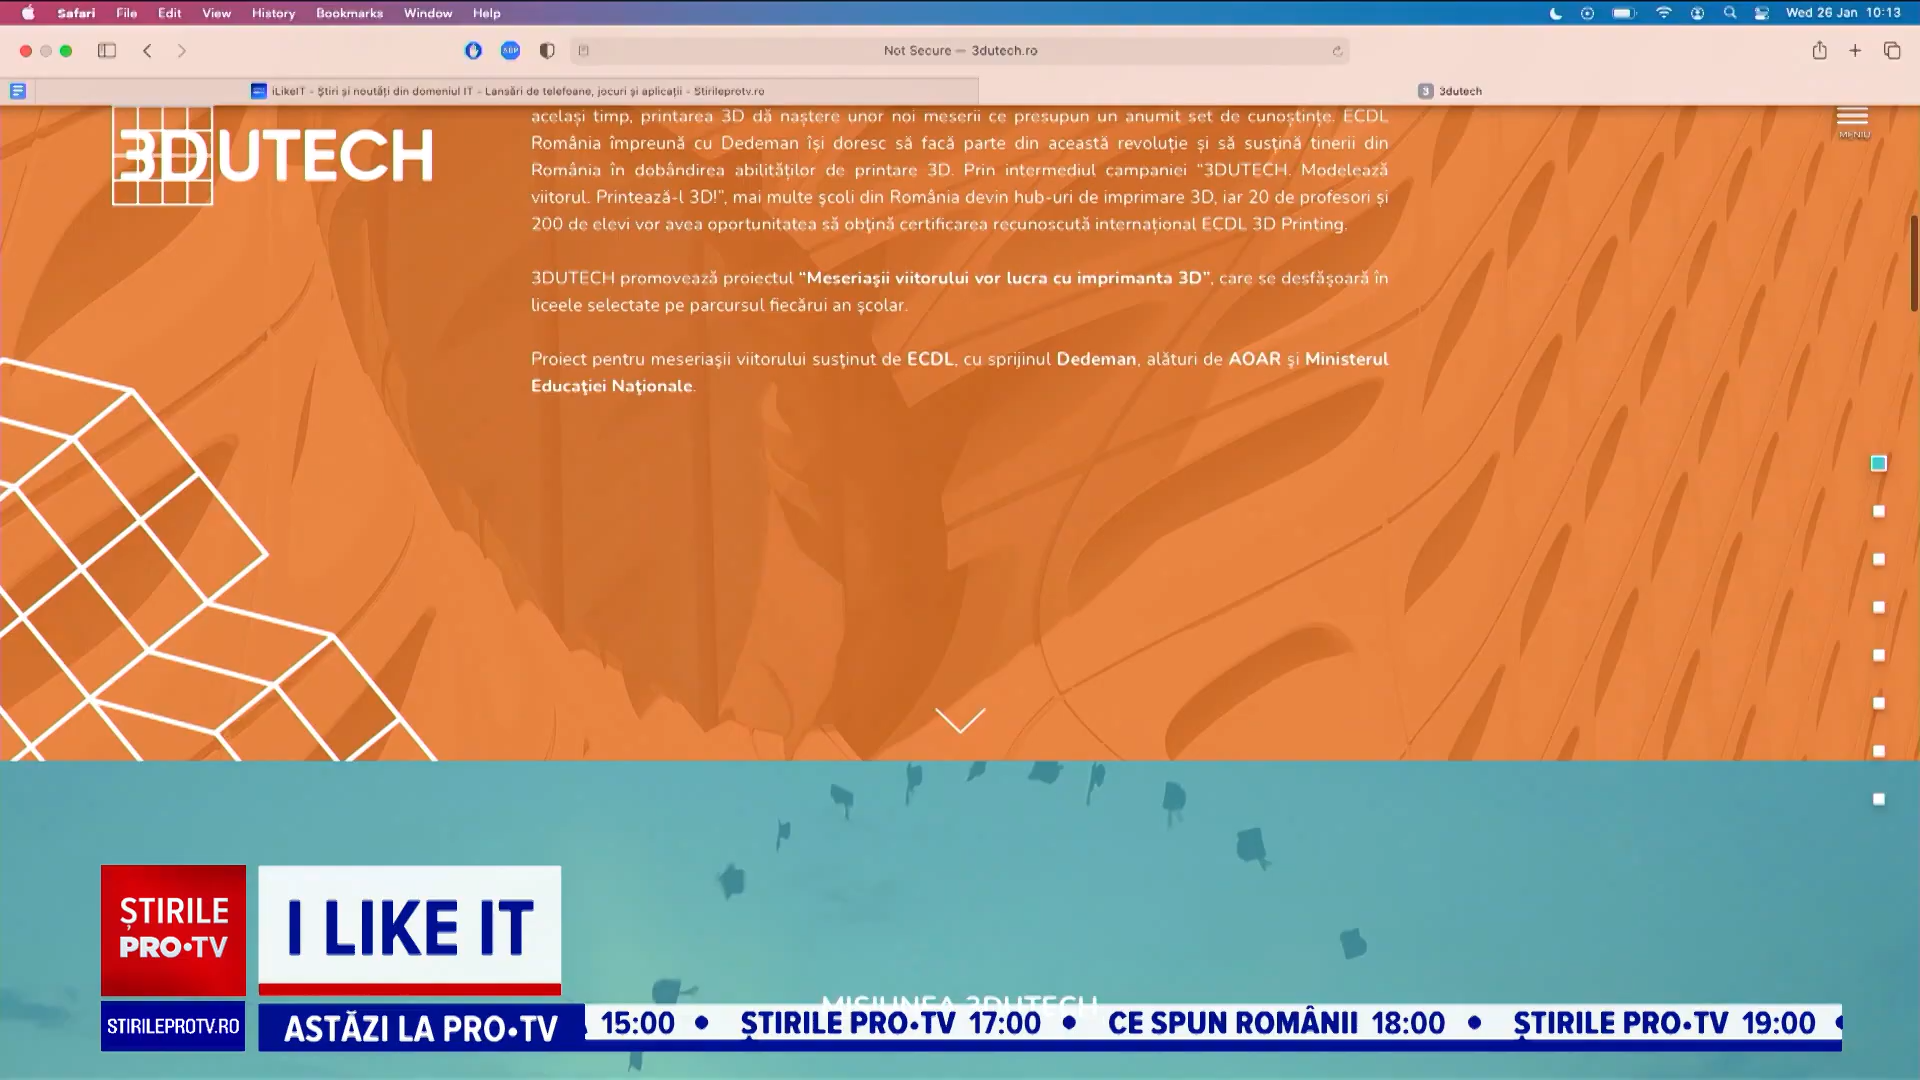 Safari File Edit View History Bookmarks Window Help Wed 26 Jan 10:13
ABP Not Secure — 3dutech.ro
iLikeIT - Știri și noutăți din domeniul IT - Lansări de telefoane, jocuri și aplicații - Stirileprotv.ro
3 3dutech
3DUTECH
MENIU
același timp, printarea 3D dă naștere unor noi meserii ce presupun un anumit set de cunoștințe. ECDL
România împreună cu Dedeman își doresc să facă parte din această revoluție și să susțină tinerii din
România în dobândirea abilităților de printare 3D. Prin intermediul campaniei “3DUTECH. Modelează
viitorul. Printează-l 3D!”, mai multe școli din România devin hub-uri de imprimare 3D, iar 20 de profesori și
200 de elevi vor avea oportunitatea să obțină certificarea recunoscută internațional ECDL 3D Printing.
3DUTECH promovează proiectul “Meseriașii viitorului vor lucra cu imprimanta 3D”, care se desfășoară în
liceele selectate pe parcursul fiecărui an școlar.
Proiect pentru meseriașii viitorului susținut de ECDL, cu sprijinul Dedeman, alături de AOAR și Ministerul
Educației Naționale.
MISIUNEA 3DUTECH
ȘTIRILE
PRO•TV
I LIKE IT
STIRILEPROTV.RO
ASTĂZI LA PRO•TV
15:00 • ȘTIRILE PRO•TV 17:00 • CE SPUN ROMÂNII 18:00 • ȘTIRILE PRO•TV 19:00